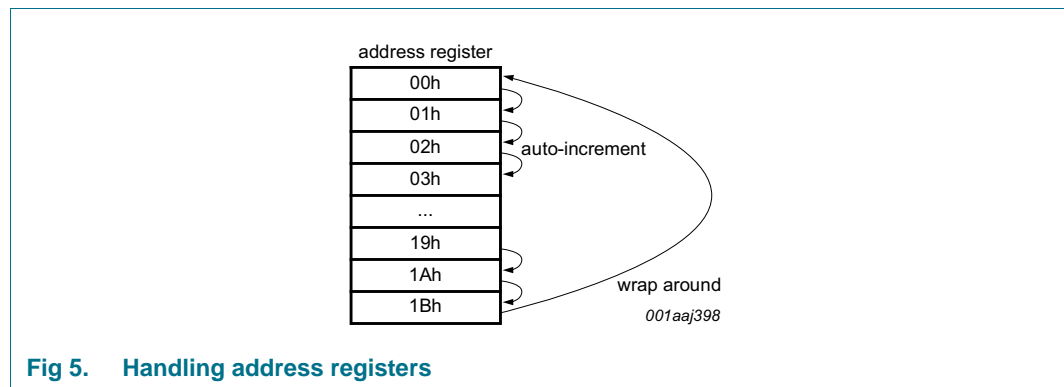 address register
00h
01h
02h
auto-increment
03h
...
19h
1Ah
1Bh
wrap around
001aaj398
Fig 5. Handling address registers